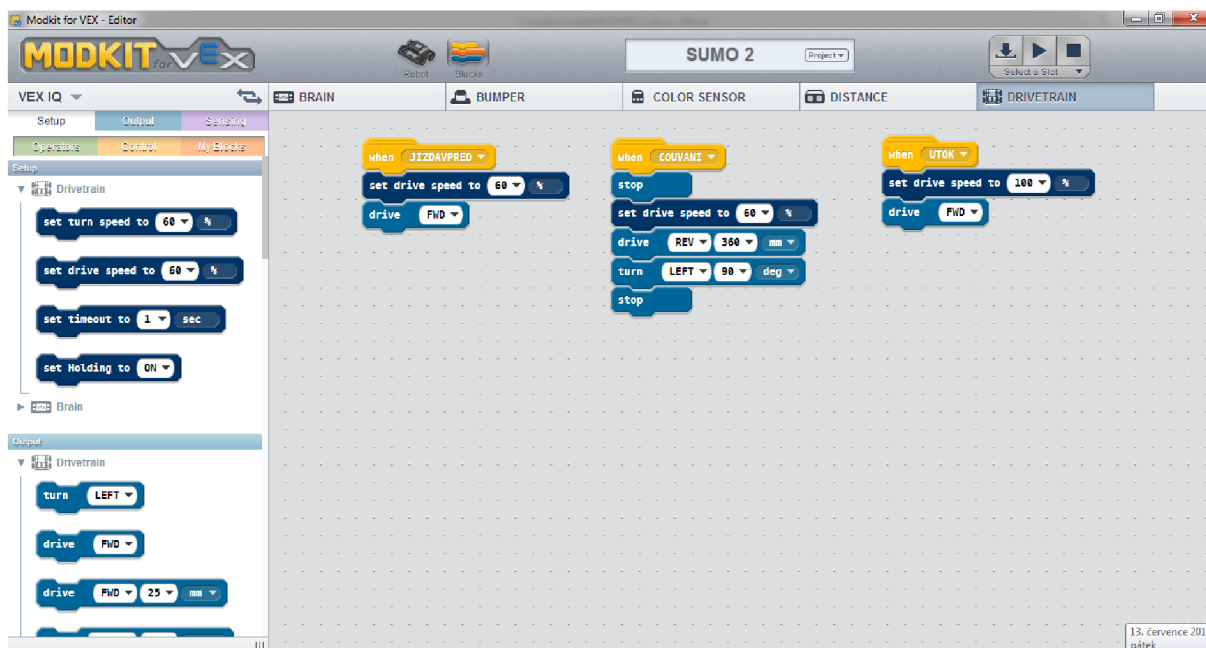 Modkit for VEX - Editor
MODKIT for VEX
Robot
Blocks
SUMO 2
Project
Select a Slot
VEX IQ
BRAIN
BUMPER
COLOR SENSOR
DISTANCE
DRIVETRAIN
Setup Output Sensing
Operators Control My Blocks
Setup
Drivetrain
set turn speed to 60 %
set drive speed to 60 %
set timeout to 1 sec
set Holding to ON
Brain
Output
Drivetrain
turn LEFT
drive FWD
drive FWD 25 mm
when JIZDAVPRED
set drive speed to 60 %
drive FWD
when COUVANI
stop
set drive speed to 60 %
drive REV 360 mm
turn LEFT 90 deg
stop
when UTOK
set drive speed to 100 %
drive FWD
13. července 201
pátek